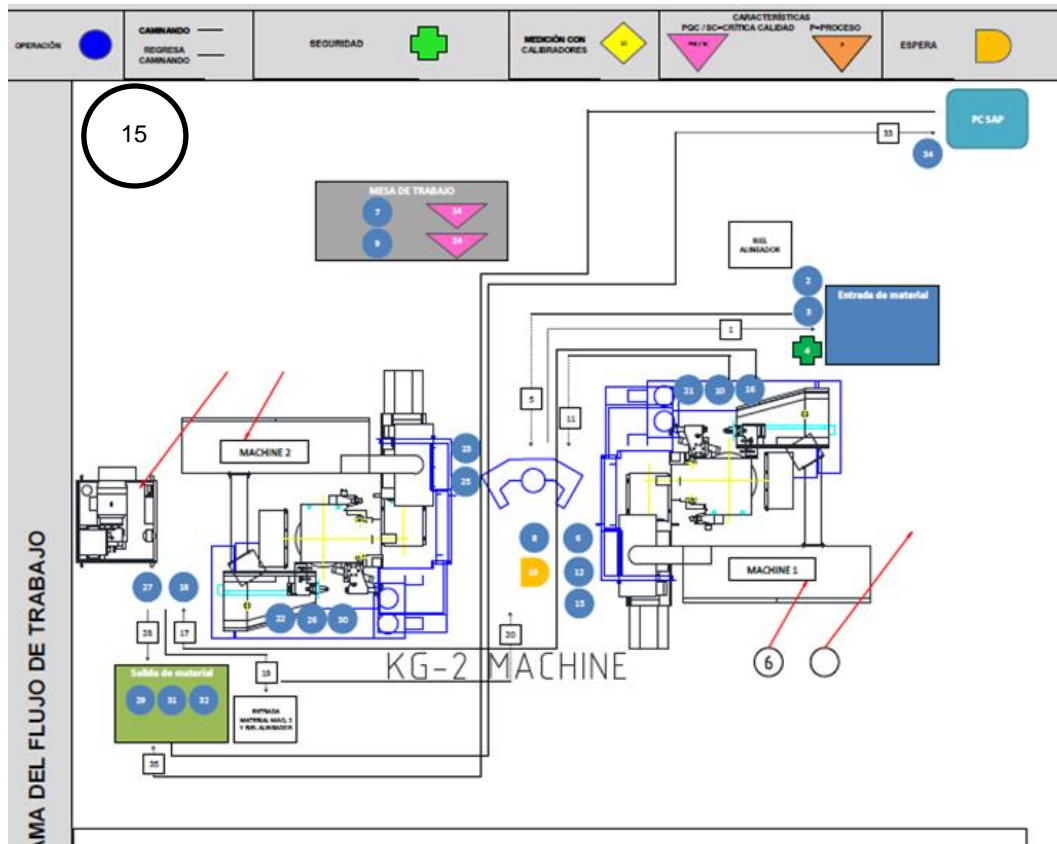 OPERACIÓN
CAMINANDO
REGRESA
CAMINANDO
SEGURIDAD
MEDICIÓN CON
CALIBRADORES
10
CARACTERÍSTICAS
PQC / SC=CRÍTICA CALIDAD P=PROCESO
P
ESPERA
15
PC SAP
33
34
MESA DE TRABAJO
7
14
9
24
RIEL
ALINEADOR
2
3
Entrada de material
1
4
5
11
21
10
16
MACHINE 2
23
25
8
6
12
15
MACHINE 1
6
27
18
28
17
22
26
30
20
19
KG-2 MACHINE
Salida de material
29
31
32
ENTRADA
Y RIEL ALINEADOR
35
AMA DEL FLUJO DE TRABAJO